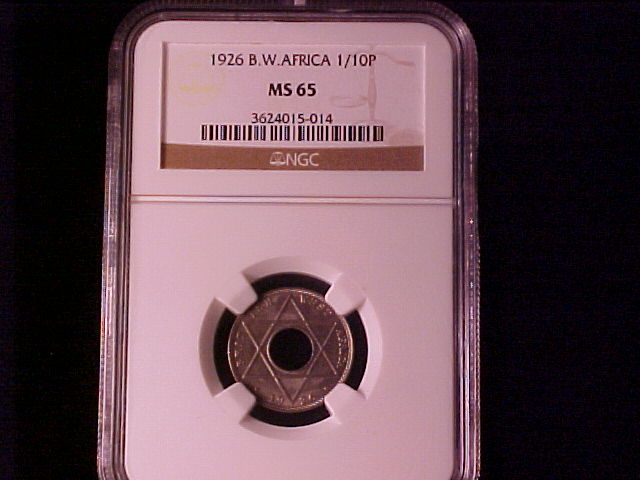 1926 B.W.AFRICA 1/10P
MS 65
3624015-014
NGC